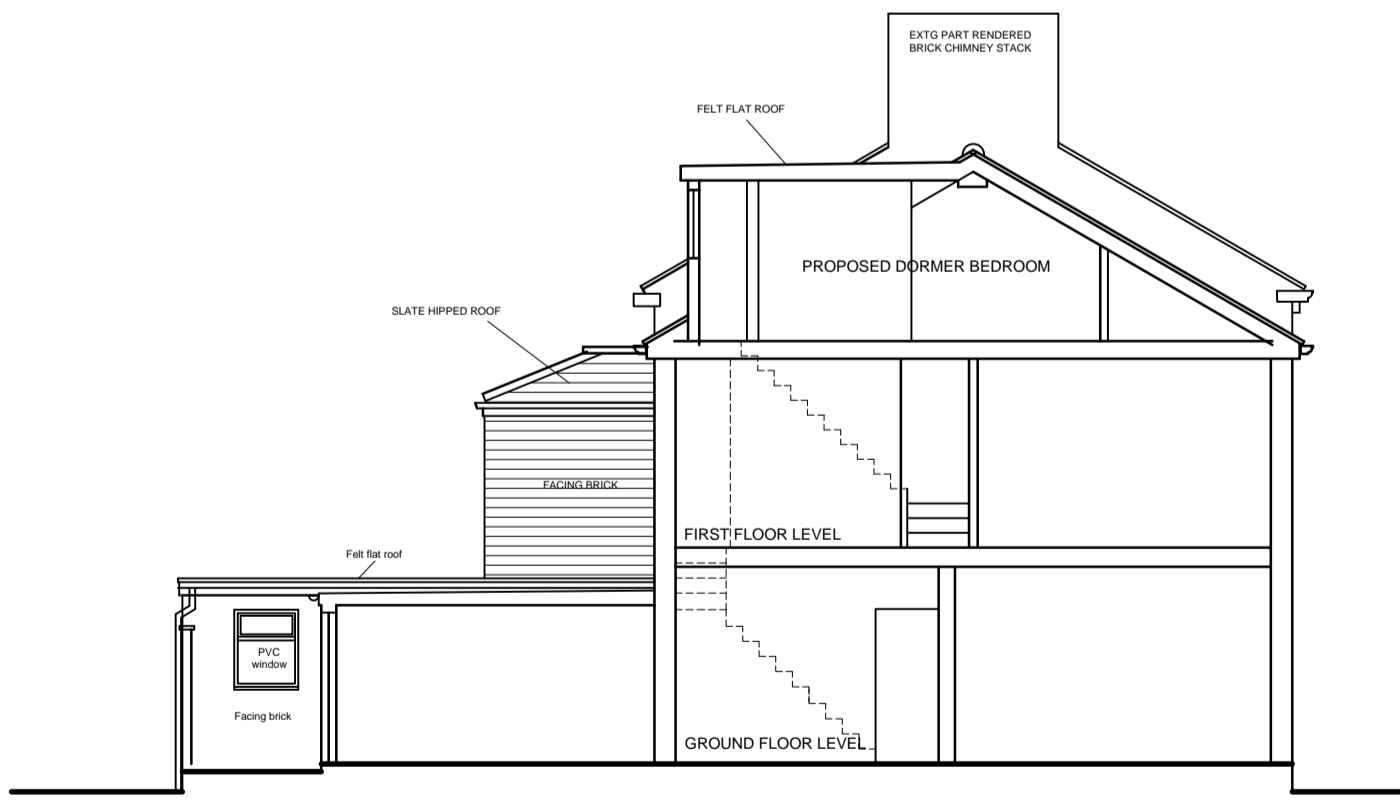 EXTG PART RENDERED
BRICK CHIMNEY STACK
FELT FLAT ROOF
PROPOSED DORMER BEDROOM
SLATE HIPPED ROOF
FACING BRICK
FIRST FLOOR LEVEL
Felt flat roof
PVC
window
Facing brick
GROUND FLOOR LEVEL